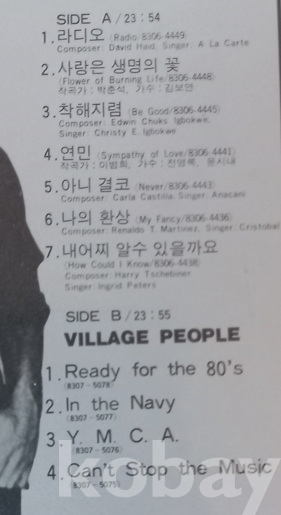 SIDE A / 23 : 54
1. 라디오 (Radio/8306-4449)
Composer: David Haid, Singer: A La Carte
2. 사랑은 생명의 꽃
(Flower of Burning Life/8306-4448)
작곡가 : 박춘석, 가수 : 김보연
3. 착해지렴 (Be Good/8306-4445)
Composer: Edwin Chuks Igbokwe,
Singer: Christy E. Igbokwe
4. 연민 (Sympathy of Love/8306-4441)
작곡가 : 이범희, 가수 : 전영록, 윤시내
5. 아니 결코 (Never/8306-4443)
Composer: Carla Castilla, Singer: Anacani
6. 나의 환상 (My Fancy/8306-4436)
Composer: Renaldo T. Martinez, Singer: Cristobal
7. 내어찌 알수 있을까요
(How Could I Know/8306-4438)
Composer: Harry Tschebiner
Singer: Ingrid Peters
SIDE B / 23 : 55
VILLAGE PEOPLE
1. Ready for the 80's
(8307-5078)
2. In the Navy
(8307-5077)
3. Y. M. C. A.
(8307-5076)
4. Can't Stop the Music
(8307-5075)
kobay